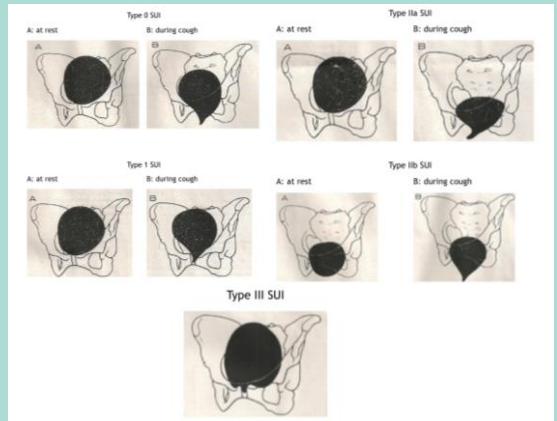 Type 0 SUI
A: at rest B: during cough
A B
Type IIa SUI
A: at rest B: during cough
A B
Type 1 SUI
A: at rest B: during cough
A B
Type IIb SUI
A: at rest B: during cough
A B
Type III SUI